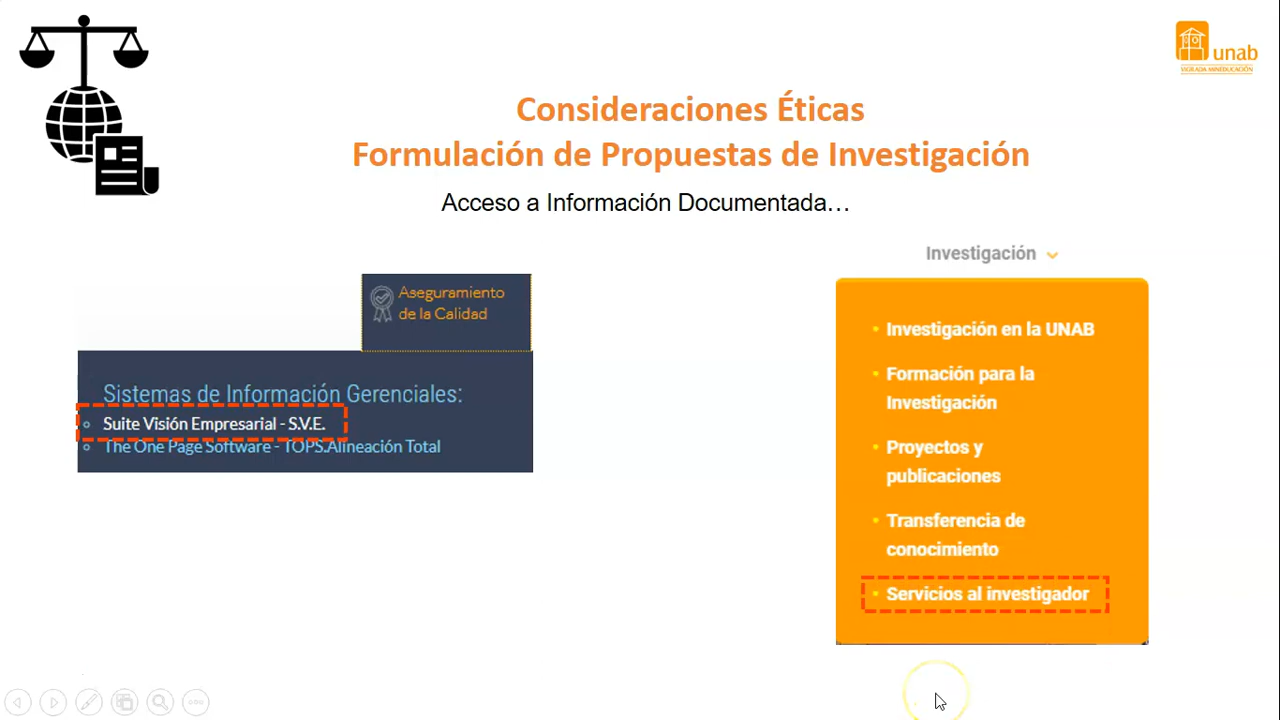 unab
VIGILADA MINEDUCACIÓN
Consideraciones Éticas
Formulación de Propuestas de Investigación
Acceso a Información Documentada…
Aseguramiento
de la Calidad
Sistemas de Información Gerenciales:
Suite Visión Empresarial - S.V.E.
The One Page Software - TOPS.Alineación Total
Investigación
Investigación en la UNAB
Formación para la
Investigación
Proyectos y
publicaciones
Transferencia de
conocimiento
Servicios al investigador